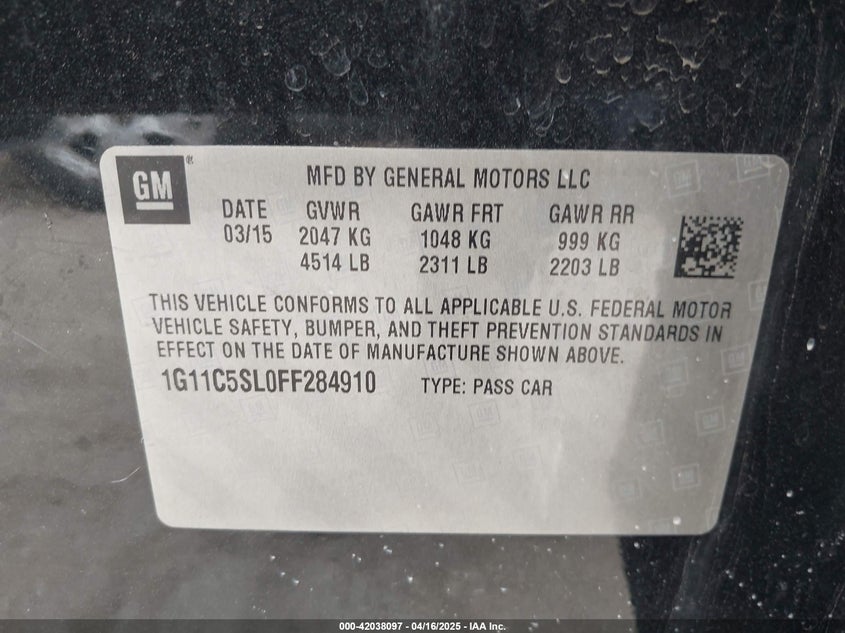 GM®
MFD BY GENERAL MOTORS LLC
DATE GVWR GAWR FRT GAWR RR
03/15 2047 KG 1048 KG 999 KG
4514 LB 2311 LB 2203 LB
THIS VEHICLE CONFORMS TO ALL APPLICABLE U.S. FEDERAL MOTOR
VEHICLE SAFETY, BUMPER, AND THEFT PREVENTION STANDARDS IN
EFFECT ON THE DATE OF MANUFACTURE SHOWN ABOVE.
1G11C5SL0FF284910 TYPE: PASS CAR
000-42038097 - 04/16/2025 - IAA Inc.